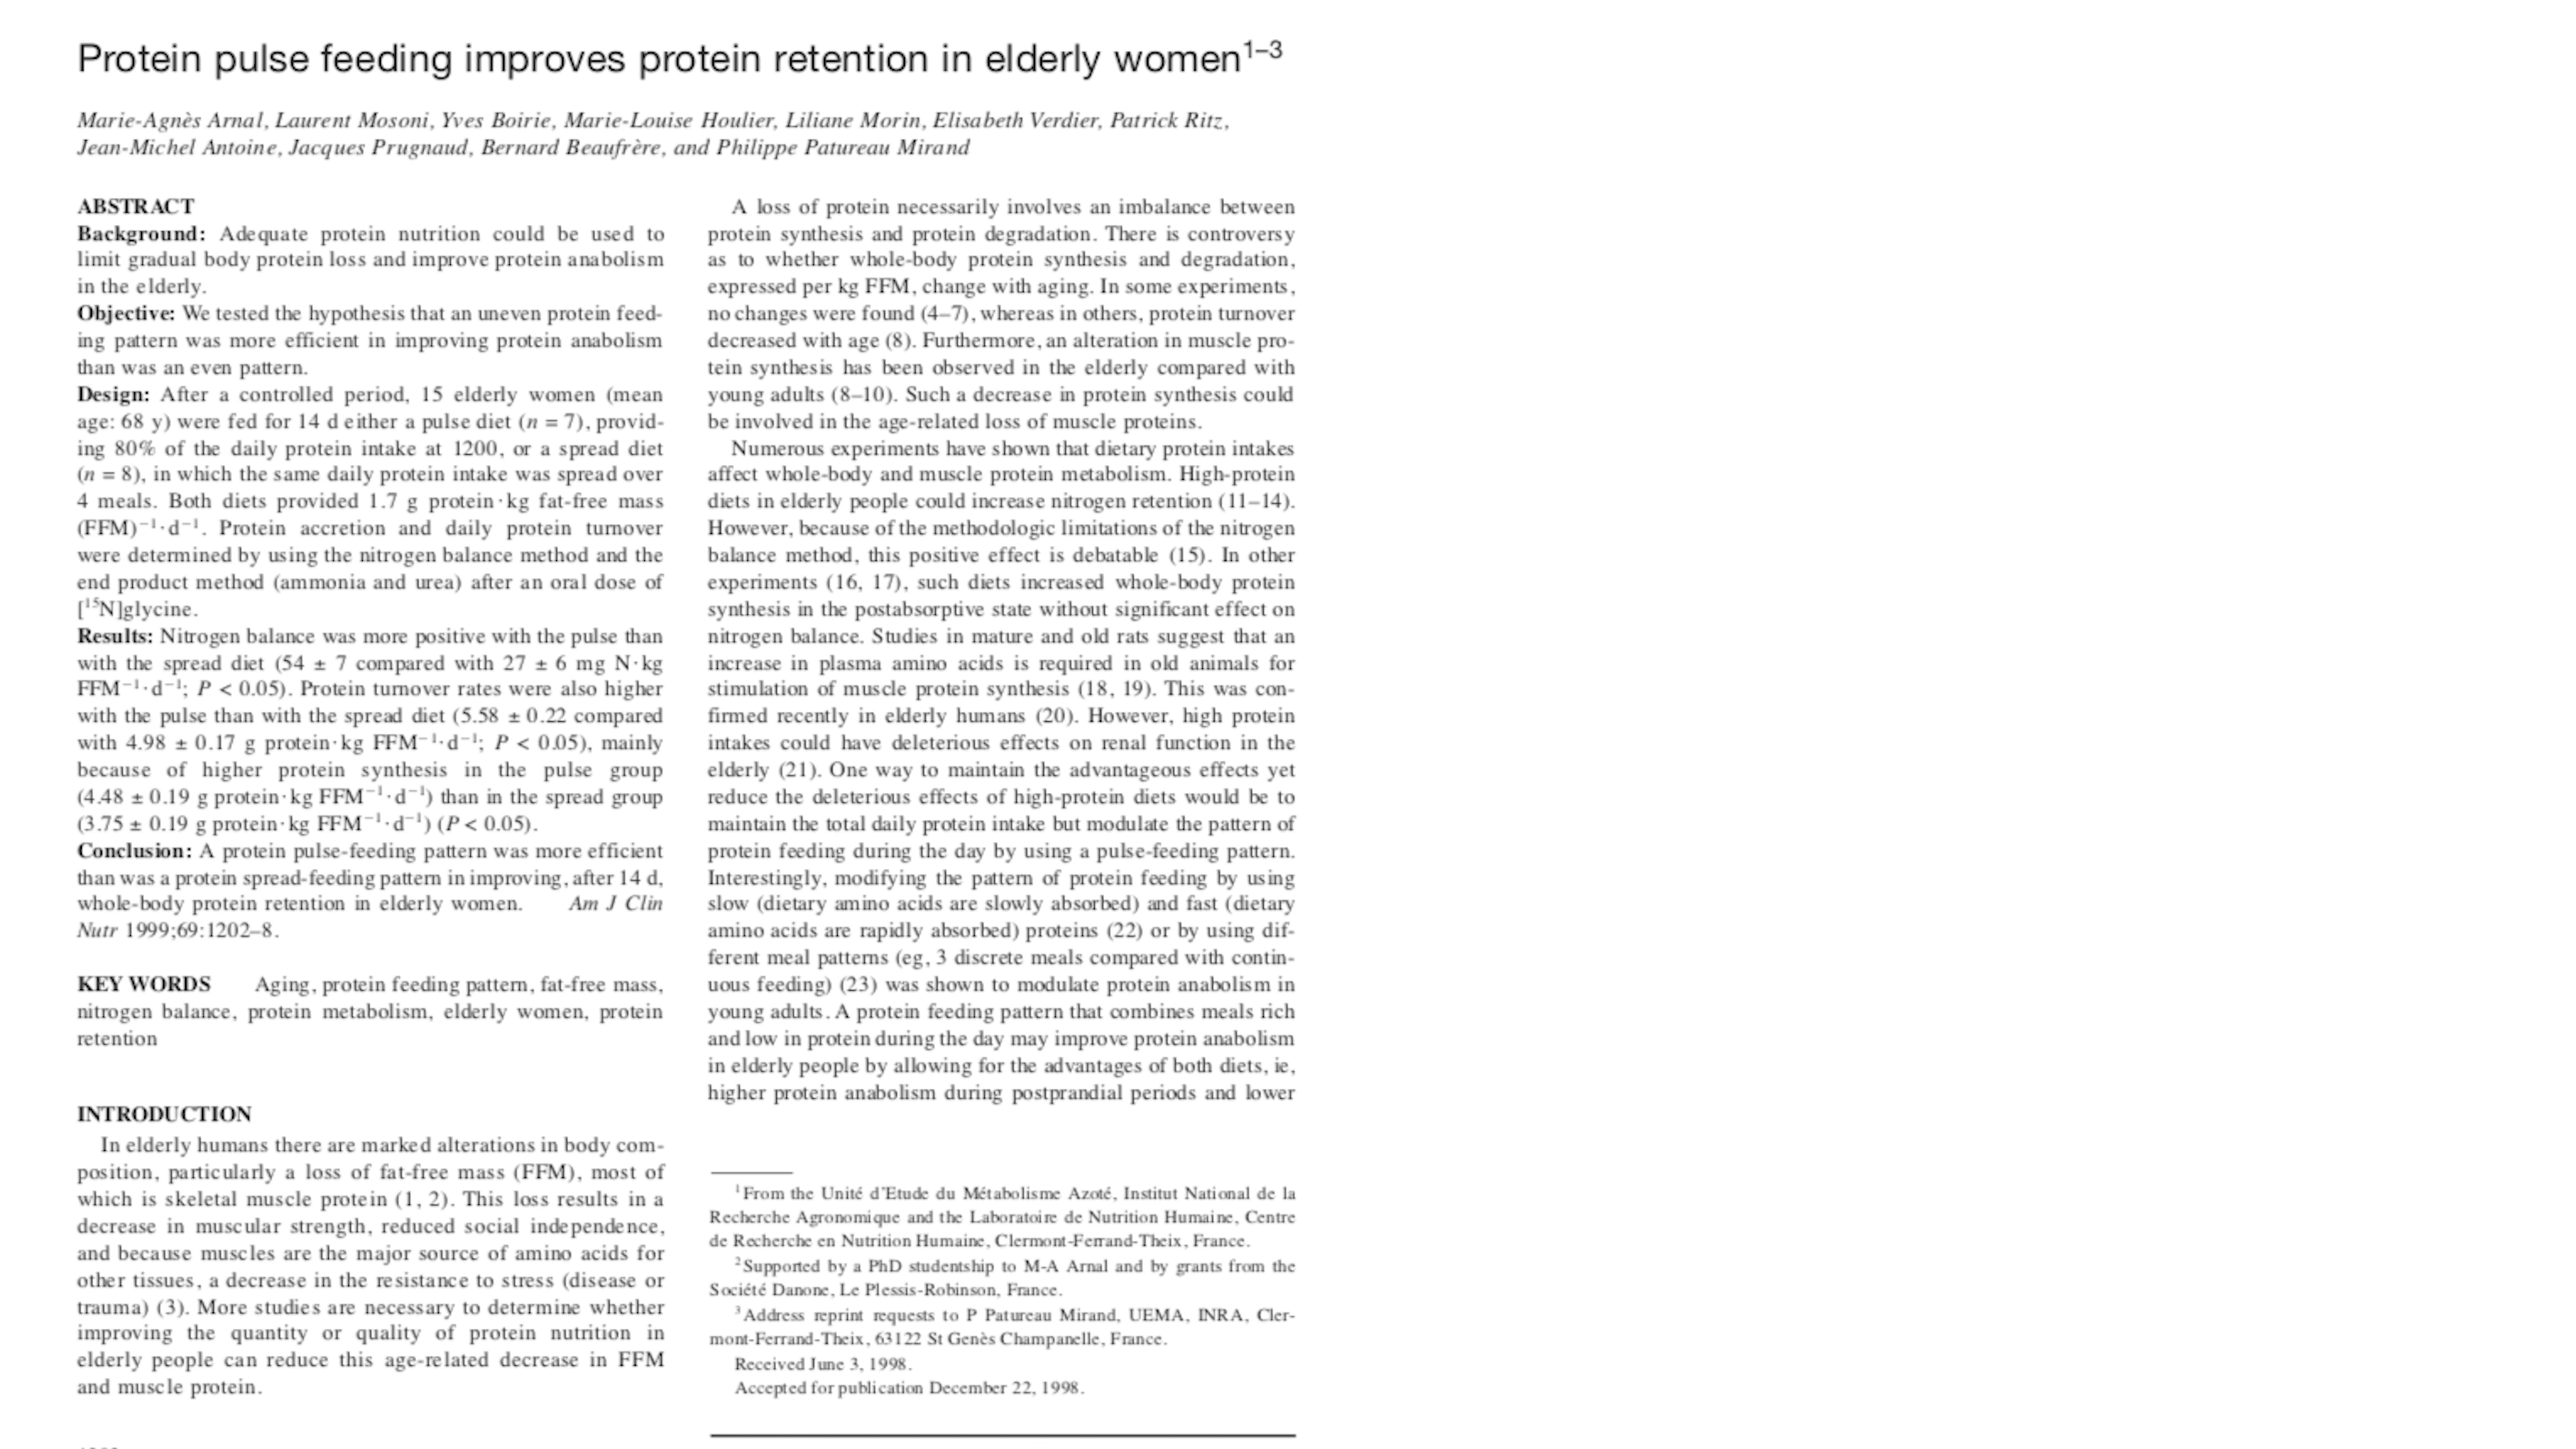 Protein pulse feeding improves protein retention in elderly women1–3
Marie-Agnès Arnal, Laurent Mosoni, Yves Boirie, Marie-Louise Houlier, Liliane Morin, Elisabeth Verdier, Patrick Ritz,
Jean-Michel Antoine, Jacques Prugnaud, Bernard Beaufrère, and Philippe Patureau Mirand
ABSTRACT
Background: Adequate protein nutrition could be used to
limit gradual body protein loss and improve protein anabolism
in the elderly.
Objective: We tested the hypothesis that an uneven protein feed-
ing pattern was more efficient in improving protein anabolism
than was an even pattern.
Design: After a controlled period, 15 elderly women (mean
age: 68 y) were fed for 14 d either a pulse diet (n = 7), provid-
ing 80% of the daily protein intake at 1200, or a spread diet
(n = 8), in which the same daily protein intake was spread over
4 meals. Both diets provided 1.7 g protein·kg fat-free mass
(FFM)−1·d−1. Protein accretion and daily protein turnover
were determined by using the nitrogen balance method and the
end product method (ammonia and urea) after an oral dose of
[15N]glycine.
Results: Nitrogen balance was more positive with the pulse than
with the spread diet (54 ± 7 compared with 27 ± 6 mg N·kg
FFM−1·d−1; P < 0.05). Protein turnover rates were also higher
with the pulse than with the spread diet (5.58 ± 0.22 compared
with 4.98 ± 0.17 g protein·kg FFM−1·d−1; P < 0.05), mainly
because of higher protein synthesis in the pulse group
(4.48 ± 0.19 g protein·kg FFM−1·d−1) than in the spread group
(3.75 ± 0.19 g protein·kg FFM−1·d−1) (P < 0.05).
Conclusion: A protein pulse-feeding pattern was more efficient
than was a protein spread-feeding pattern in improving, after 14 d,
whole-body protein retention in elderly women. Am J Clin
Nutr 1999;69:1202–8.
KEY WORDS Aging, protein feeding pattern, fat-free mass,
nitrogen balance, protein metabolism, elderly women, protein
retention
INTRODUCTION
In elderly humans there are marked alterations in body com-
position, particularly a loss of fat-free mass (FFM), most of
which is skeletal muscle protein (1, 2). This loss results in a
decrease in muscular strength, reduced social independence,
and because muscles are the major source of amino acids for
other tissues, a decrease in the resistance to stress (disease or
trauma) (3). More studies are necessary to determine whether
improving the quantity or quality of protein nutrition in
elderly people can reduce this age-related decrease in FFM
and muscle protein.
A loss of protein necessarily involves an imbalance between
protein synthesis and protein degradation. There is controversy
as to whether whole-body protein synthesis and degradation,
expressed per kg FFM, change with aging. In some experiments,
no changes were found (4–7), whereas in others, protein turnover
decreased with age (8). Furthermore, an alteration in muscle pro-
tein synthesis has been observed in the elderly compared with
young adults (8–10). Such a decrease in protein synthesis could
be involved in the age-related loss of muscle proteins.
Numerous experiments have shown that dietary protein intakes
affect whole-body and muscle protein metabolism. High-protein
diets in elderly people could increase nitrogen retention (11–14).
However, because of the methodologic limitations of the nitrogen
balance method, this positive effect is debatable (15). In other
experiments (16, 17), such diets increased whole-body protein
synthesis in the postabsorptive state without significant effect on
nitrogen balance. Studies in mature and old rats suggest that an
increase in plasma amino acids is required in old animals for
stimulation of muscle protein synthesis (18, 19). This was con-
firmed recently in elderly humans (20). However, high protein
intakes could have deleterious effects on renal function in the
elderly (21). One way to maintain the advantageous effects yet
reduce the deleterious effects of high-protein diets would be to
maintain the total daily protein intake but modulate the pattern of
protein feeding during the day by using a pulse-feeding pattern.
Interestingly, modifying the pattern of protein feeding by using
slow (dietary amino acids are slowly absorbed) and fast (dietary
amino acids are rapidly absorbed) proteins (22) or by using dif-
ferent meal patterns (eg, 3 discrete meals compared with contin-
uous feeding) (23) was shown to modulate protein anabolism in
young adults. A protein feeding pattern that combines meals rich
and low in protein during the day may improve protein anabolism
in elderly people by allowing for the advantages of both diets, ie,
higher protein anabolism during postprandial periods and lower
1From the Unité d'Etude du Métabolisme Azoté, Institut National de la
Recherche Agronomique and the Laboratoire de Nutrition Humaine, Centre
de Recherche en Nutrition Humaine, Clermont-Ferrand-Theix, France.
2Supported by a PhD studentship to M-A Arnal and by grants from the
Société Danone, Le Plessis-Robinson, France.
3Address reprint requests to P Patureau Mirand, UEMA, INRA, Cler-
mont-Ferrand-Theix, 63122 St Genès Champanelle, France.
Received June 3, 1998.
Accepted for publication December 22, 1998.